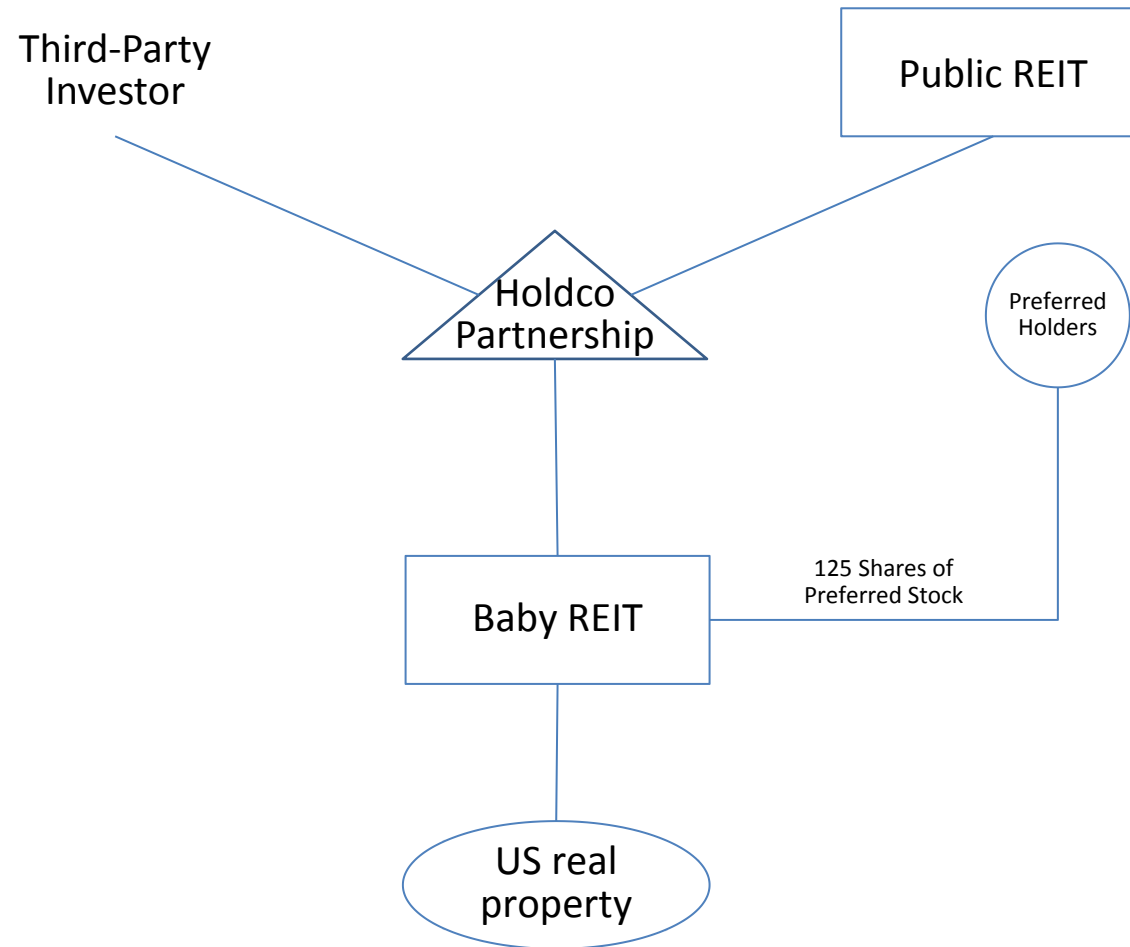 Third-Party
Investor
Public REIT
Holdco
Partnership
Preferred
Holders
125 Shares of
Preferred Stock
Baby REIT
US real
property